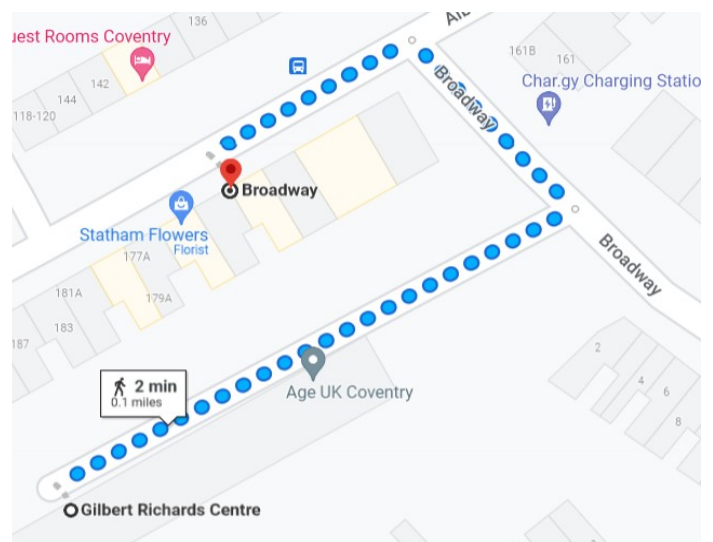 136
Alb
uest Rooms Coventry
161B
161
142
Char.gy Charging Statio
144
Broadway
118-120
Broadway
Statham Flowers
Florist
177A
Broadway
181A
179A
183
187
2
2 min
0.1 miles
4
6
Age UK Coventry
8
Gilbert Richards Centre